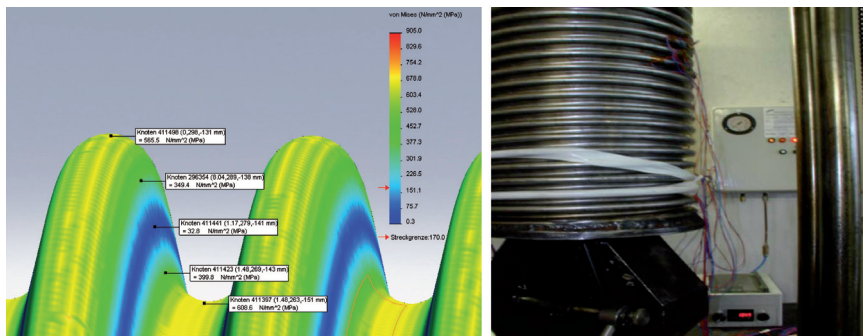 von Mises (N/mm^2 (MPa))
905.0
829.6
754.2
678.8
603.4
528.0
452.7
377.3
301.9
226.5
151.1
75.7
0.3
Streckgrenze:170.0
Knoten 411498 (0,298,-131 mm)
= 565.5 N/mm^2 (MPa)
Knoten 296354 (8.04,289,-138 mm)
= 349.4 N/mm^2 (MPa)
Knoten 411441 (1.17,279,-141 mm)
= 32.8 N/mm^2 (MPa)
Knoten 411423 (1.48,269,-143 mm)
= 399.8 N/mm^2 (MPa)
Knoten 411397 (1.48,263,-151 mm)
= 608.6 N/mm^2 (MPa)